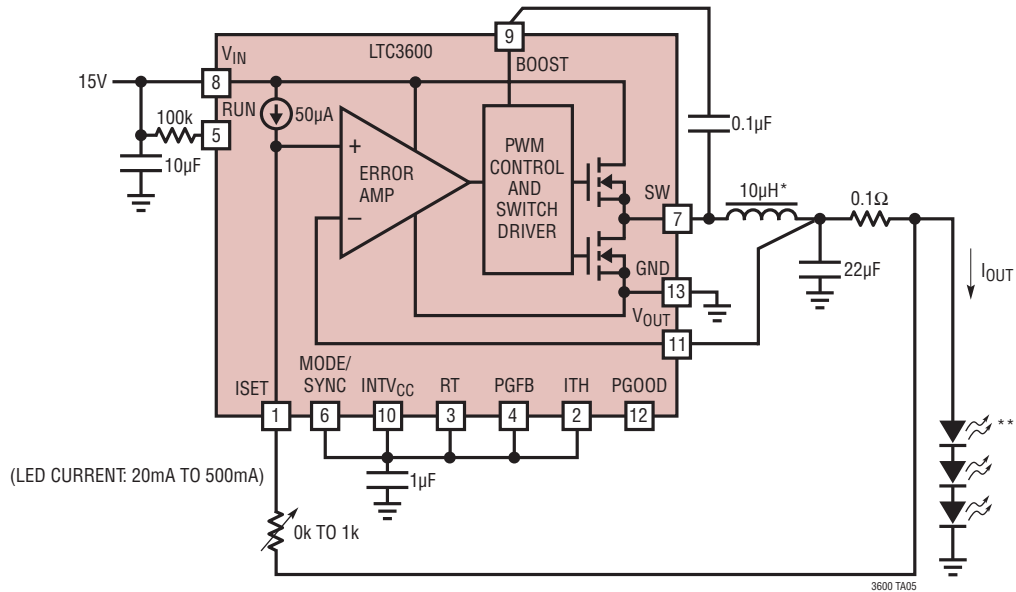 9
LTC3600
BOOST
V_IN
15V
8
RUN
50µA
100k
5
10µF
+
ERROR
AMP
–
PWM
CONTROL
AND
SWITCH
DRIVER
0.1µF
SW
7
10µH*
0.1Ω
22µF
I_OUT
GND
13
V_OUT
11
MODE/
SYNC
ISET
INTV_CC
RT
PGFB
ITH
PGOOD
1
6
10
3
4
2
12
**
1µF
(LED CURRENT: 20mA TO 500mA)
0k TO 1k
3600 TA05